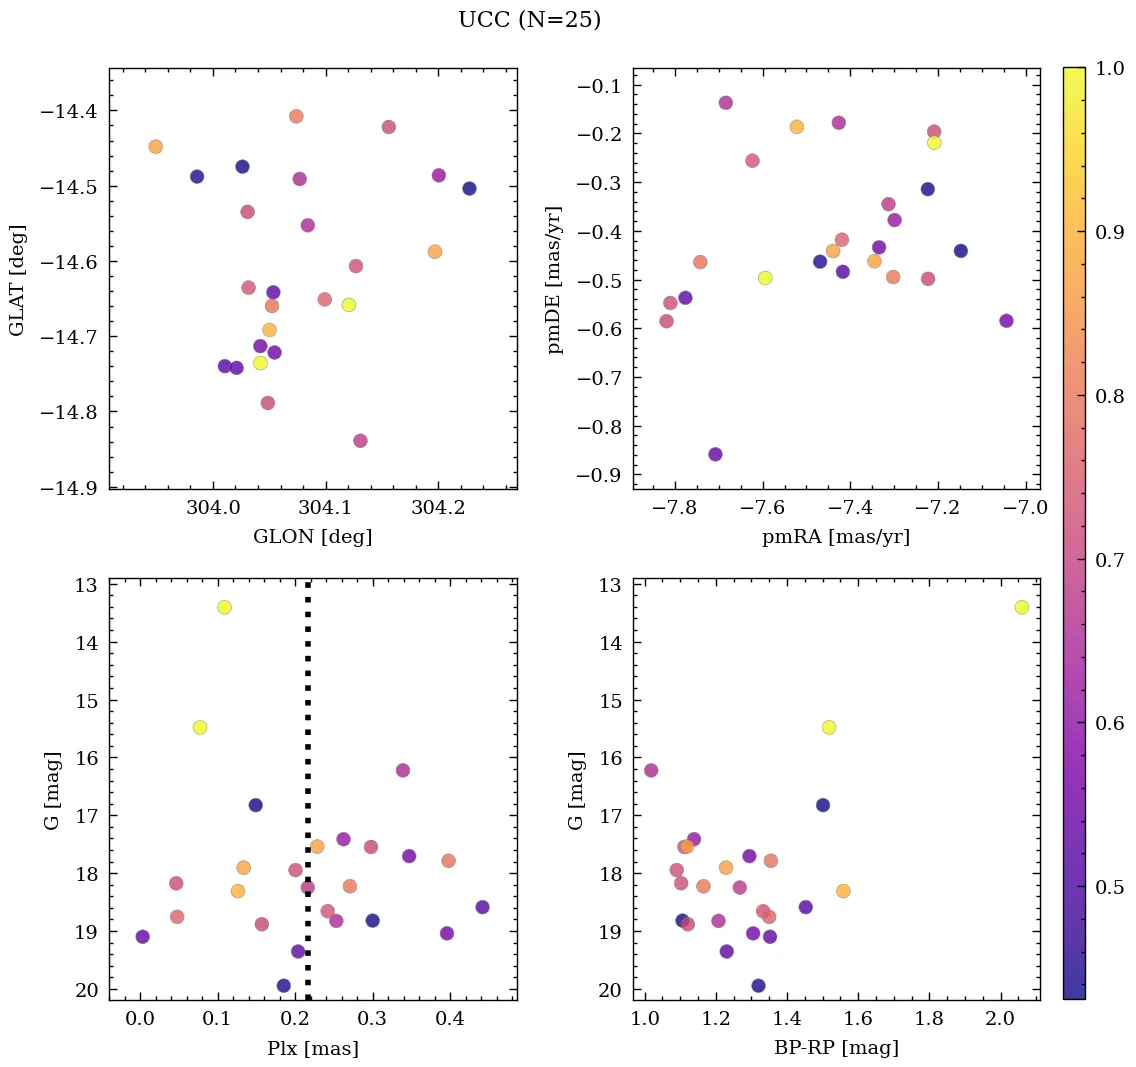 UCC (N=25)
−14.4
−14.5
−14.6
−14.7
−14.8
−14.9
GLAT [deg]
304.0 304.1 304.2
GLON [deg]
−0.1
−0.2
−0.3
−0.4
−0.5
−0.6
−0.7
−0.8
−0.9
pmDE [mas/yr]
−7.8 −7.6 −7.4 −7.2 −7.0
pmRA [mas/yr]
13
14
15
16
17
18
19
20
G [mag]
0.0 0.1 0.2 0.3 0.4
Plx [mas]
13
14
15
16
17
18
19
20
G [mag]
1.0 1.2 1.4 1.6 1.8 2.0
BP-RP [mag]
1.0
0.9
0.8
0.7
0.6
0.5